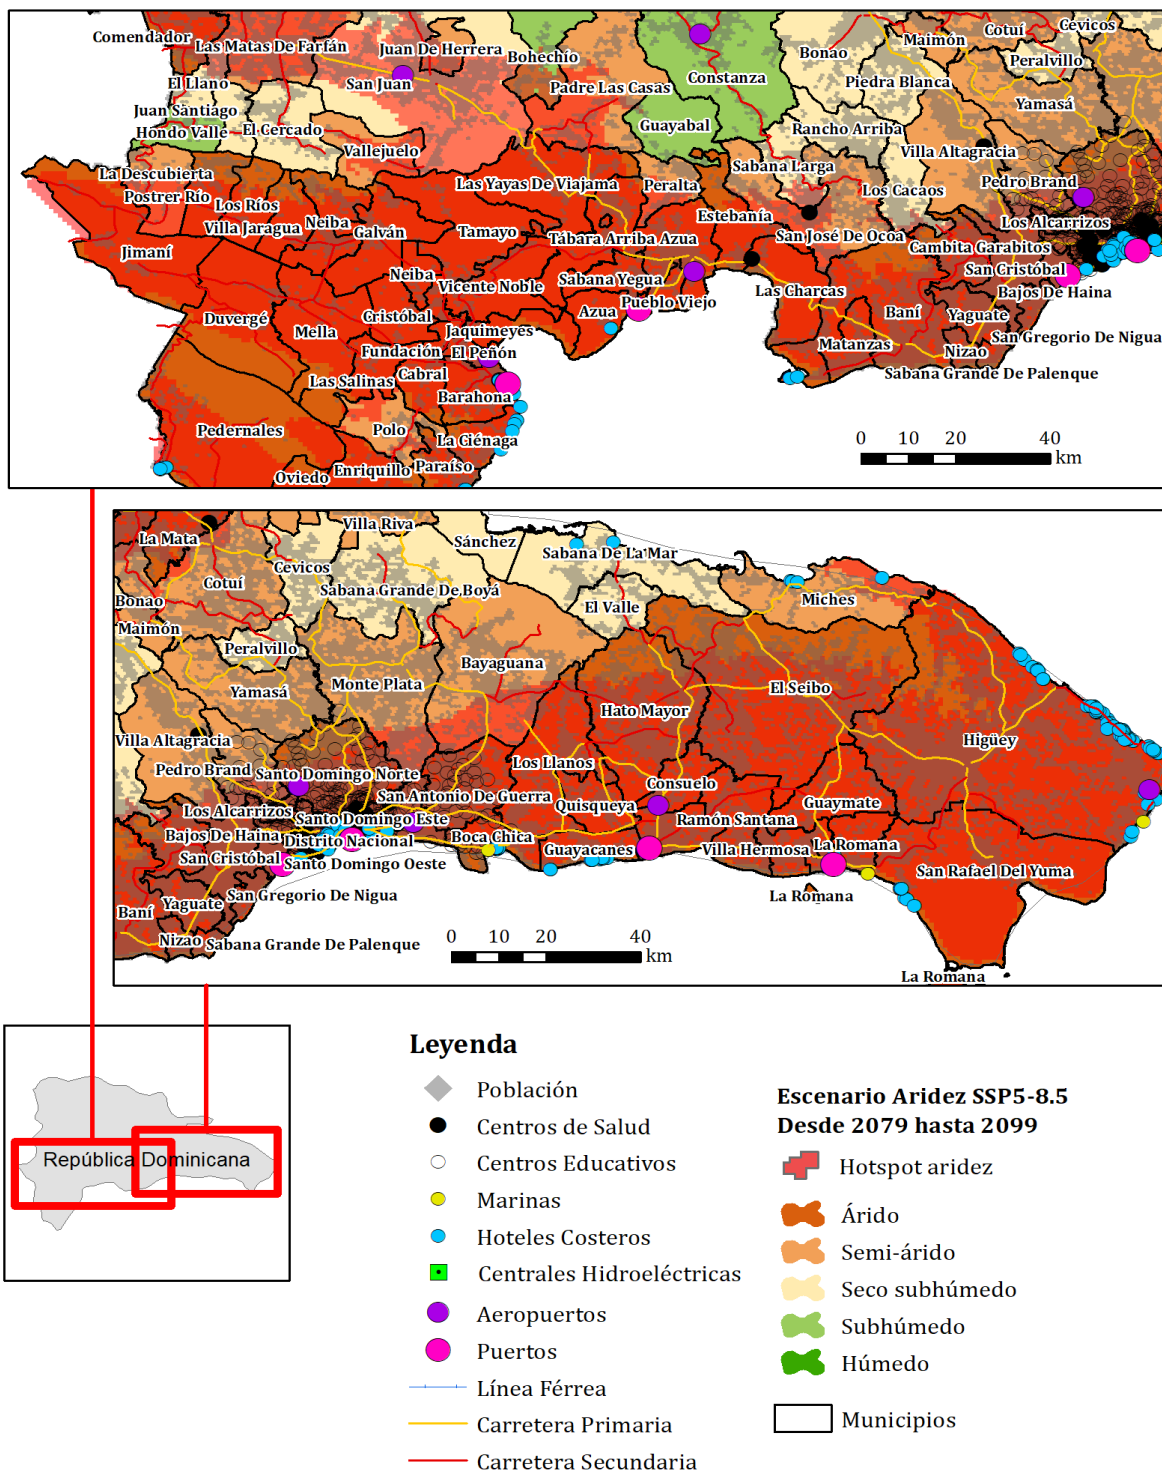 Comendador
Las Matas De Farfán
Juan De Herrera
Bohechío
Bonao
Maimón
Cotuí
Cevicos
El Llano
San Juan
Padre Las Casas
Constanza
Piedra Blanca
Peralvillo
Yamasá
Juan Santiago
Hondo Valle
El Cercado
Vallejuelo
Guayabal
Rancho Arriba
Villa Altagracia
La Descubierta
Postrer Río
Los Ríos
Las Yayas De Viajama
Peralta
Sabana Larga
Los Cacaos
Pedro Brand
Villa Jaragua
Neiba
Galván
Tamayo
Tábara Arriba
Azua
Estebanía
San José De Ocoa
Los Alcarrizos
Cambita Garabitos
Jimaní
Neiba
Vicente Noble
Sabana Yegua
Pueblo Viejo
Las Charcas
San Cristóbal
Bajos De Haina
Duvergé
Mella
Cristóbal
Jaquimeyes
Azua
Baní
Yaguate
San Gregorio De Nigua
Fundación
El Peñón
Matanzas
Nizao
Las Salinas
Cabral
Barahona
Sabana Grande De Palenque
Pedernales
Polo
La Ciénaga
Oviedo
Enriquillo
Paraíso
0 10 20 40
km
La Mata
Villa Riva
Sánchez
Sabana De La Mar
Cotuí
Cevicos
Sabana Grande De Boyá
Bonao
El Valle
Miches
Maimón
Peralvillo
Yamasá
Monte Plata
Bayaguana
El Seibo
Hato Mayor
Higüey
Villa Altagracia
Pedro Brand
Santo Domingo Norte
Los Llanos
Consuelo
San Antonio De Guerra
Quisqueya
Guaymate
Los Alcarrizos
Santo Domingo Este
Ramón Santana
Bajos De Haina
Distrito Nacional
Boca Chica
Guayacanes
Villa Hermosa
La Romana
San Cristóbal
Santo Domingo Oeste
San Rafael Del Yuma
San Gregorio De Nigua
La Romana
Yaguate
Baní
Nizao
Sabana Grande De Palenque
0 10 20 40
km
La Romana
República Dominicana
Leyenda
Población
Centros de Salud
Centros Educativos
Marinas
Hoteles Costeros
Centrales Hidroeléctricas
Aeropuertos
Puertos
Línea Férrea
Carretera Primaria
Carretera Secundaria
Escenario Aridez SSP5-8.5
Desde 2079 hasta 2099
Hotspot aridez
Árido
Semi-árido
Seco subhúmedo
Subhúmedo
Húmedo
Municipios